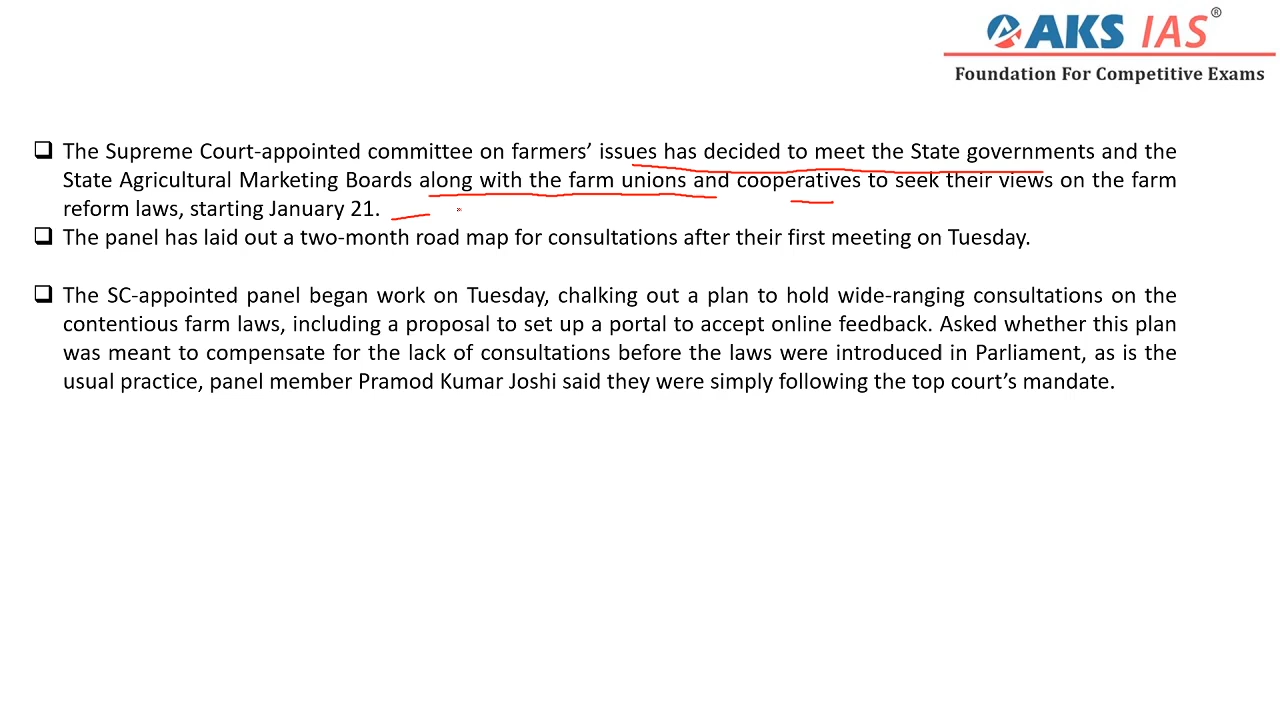 AKS IAS®
Foundation For Competitive Exams
❑ The Supreme Court-appointed committee on farmers’ issues has decided to meet the State governments and the
State Agricultural Marketing Boards along with the farm unions and cooperatives to seek their views on the farm
reform laws, starting January 21.
❑ The panel has laid out a two-month road map for consultations after their first meeting on Tuesday.
❑ The SC-appointed panel began work on Tuesday, chalking out a plan to hold wide-ranging consultations on the
contentious farm laws, including a proposal to set up a portal to accept online feedback. Asked whether this plan
was meant to compensate for the lack of consultations before the laws were introduced in Parliament, as is the
usual practice, panel member Pramod Kumar Joshi said they were simply following the top court’s mandate.